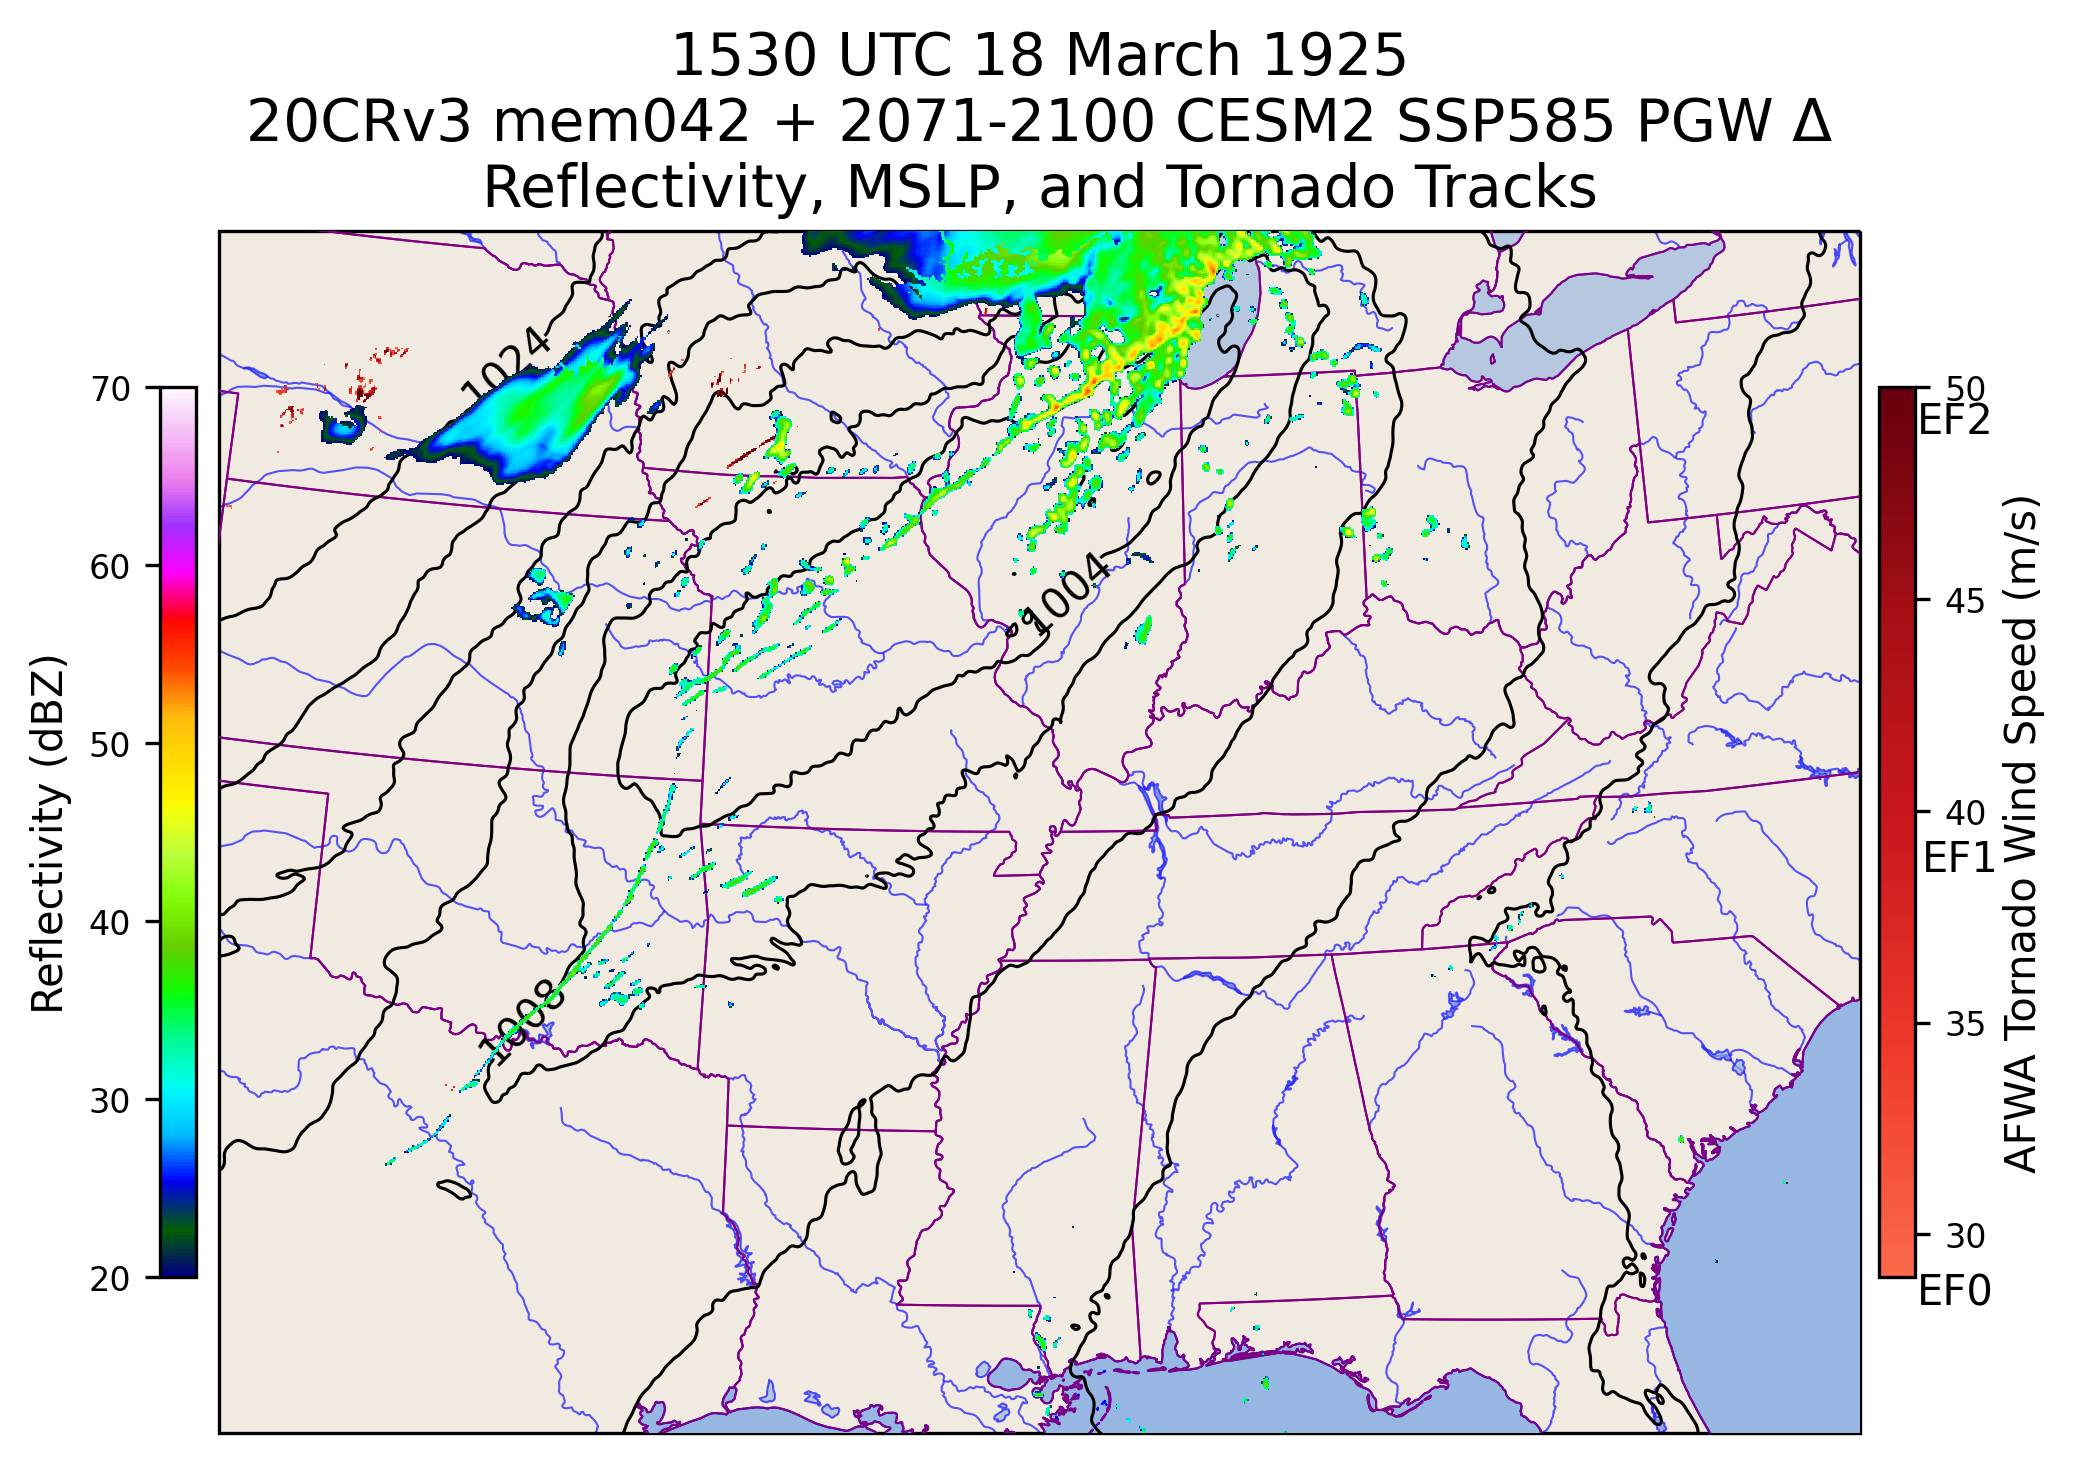 1530 UTC 18 March 1925
20CRv3 mem042 + 2071-2100 CESM2 SSP585 PGW Δ
Reflectivity, MSLP, and Tornado Tracks
1024
1004
1008
70
60
50
40
30
20
Reflectivity (dBZ)
50
EF2
45
40
EF1
35
30
EF0
AFWA Tornado Wind Speed (m/s)